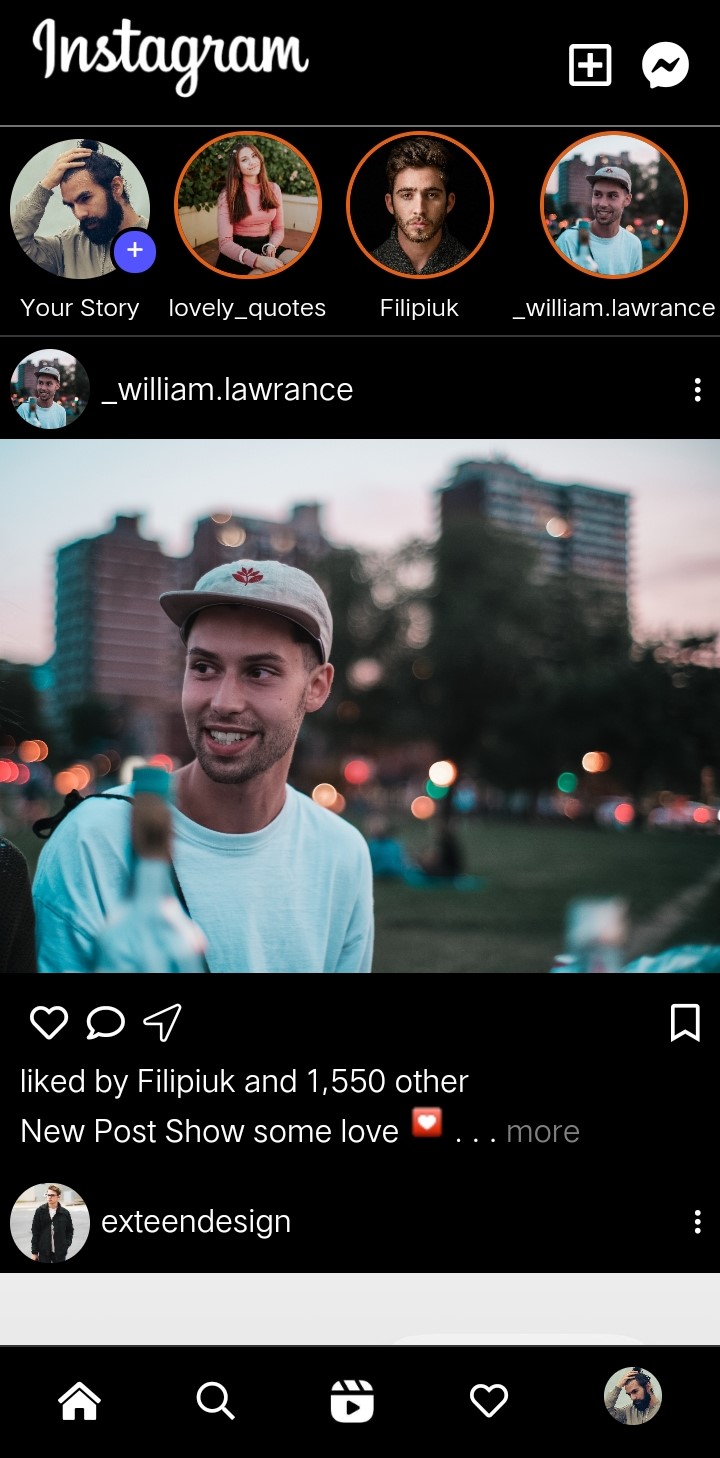 Instagram
Your Story
lovely_quotes
Filipiuk
_william.lawrance
_william.lawrance
liked by Filipiuk and 1,550 other
New Post Show some love 💟 . . . more
exteendesign